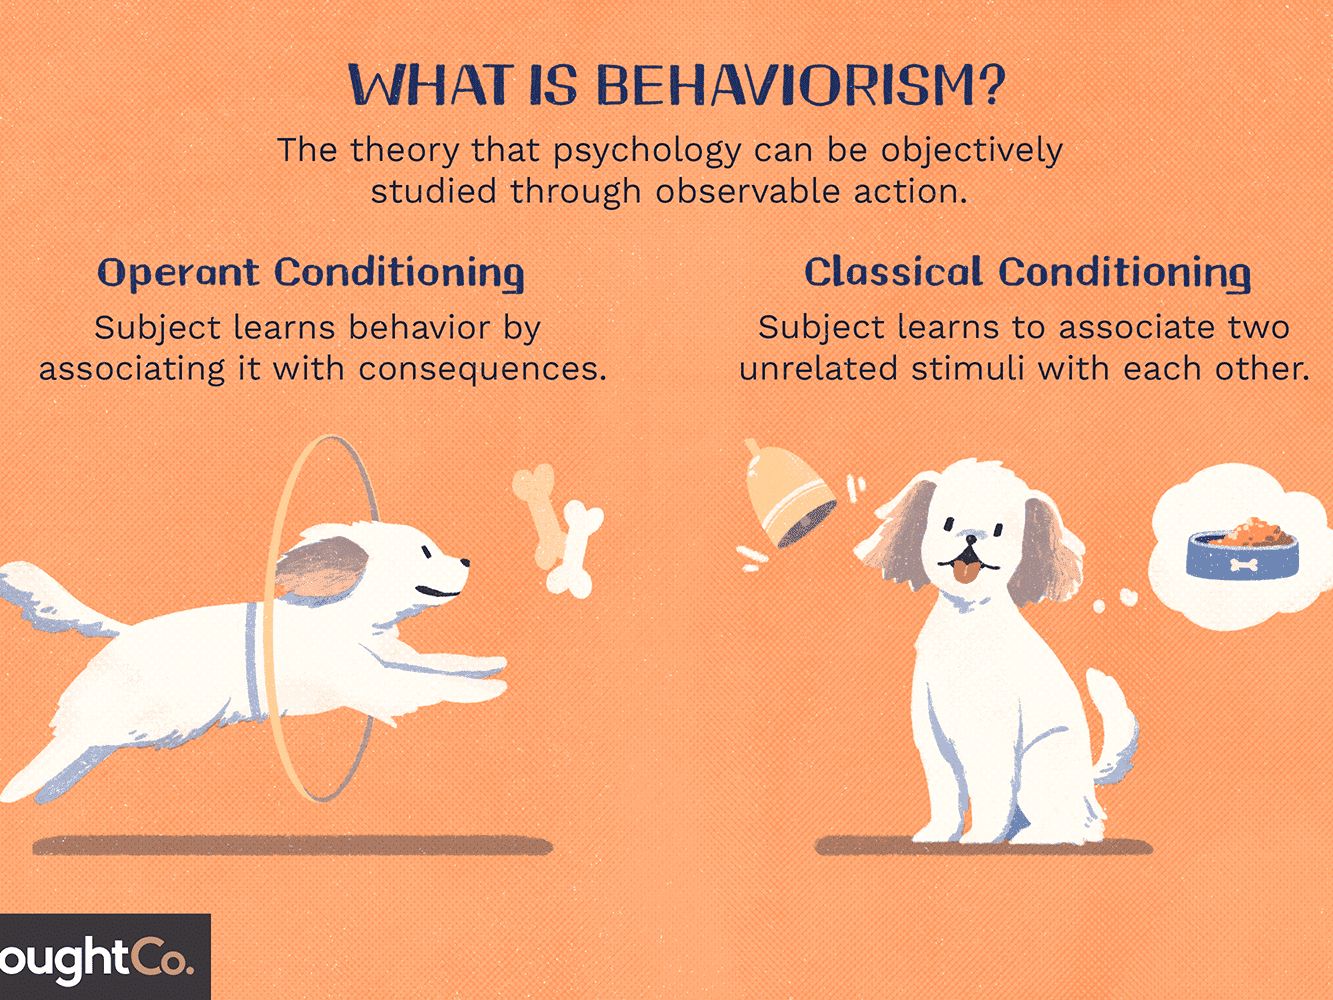 WHAT IS BEHAVIORISM?
The theory that psychology can be objectively
studied through observable action.
Operant Conditioning
Subject learns behavior by
associating it with consequences.
Classical Conditioning
Subject learns to associate two
unrelated stimuli with each other.
oughtCo.